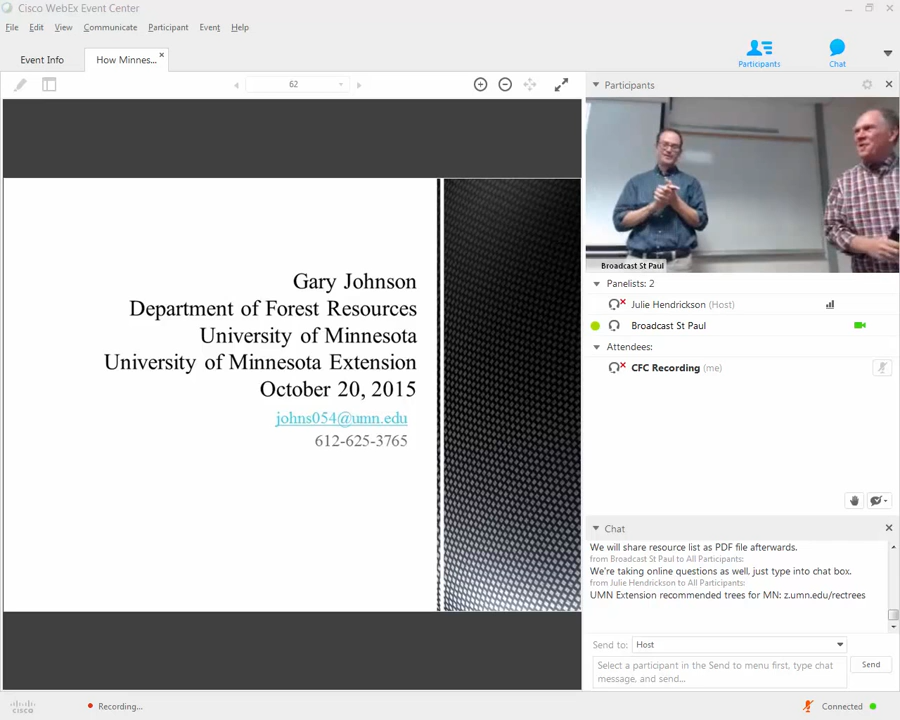 Cisco WebEx Event Center
File Edit View Communicate Participant Event Help
Event Info
How Minnes...
Participants
Chat
62
Participants
Broadcast St Paul
Panelists: 2
Julie Hendrickson (Host)
Broadcast St Paul
Attendees:
CFC Recording (me)
Gary Johnson
Department of Forest Resources
University of Minnesota
University of Minnesota Extension
October 20, 2015
johns054@umn.edu
612-625-3765
Chat
We will share resource list as PDF file afterwards.
from Broadcast St Paul to All Participants:
We're taking online questions as well, just type into chat box.
from Julie Hendrickson to All Participants:
UMN Extension recommended trees for MN: z.umn.edu/rectrees
Send to: Host
Select a participant in the Send to menu first, type chat
message, and send...
Send
cisco
Recording...
Connected